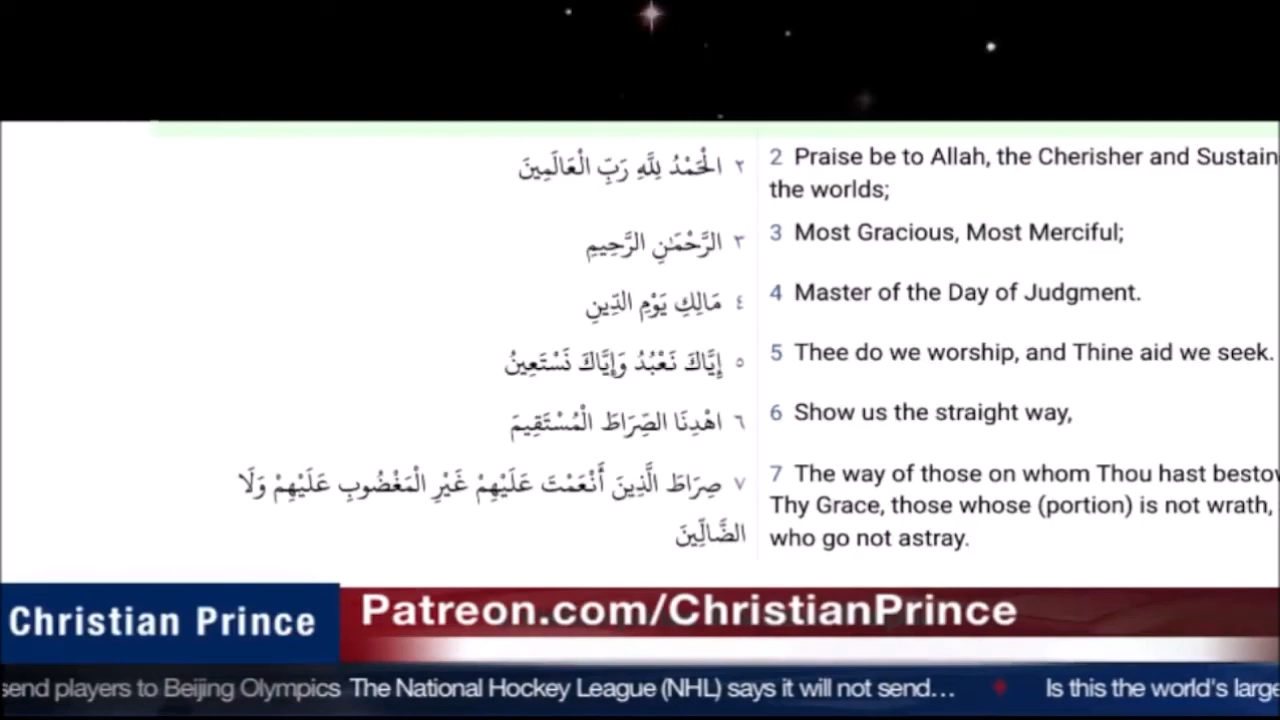 ٢ الْحَمْدُ لِلَّهِ رَبِّ الْعَالَمِينَ
2 Praise be to Allah, the Cherisher and Sustain
the worlds;
٣ الرَّحْمَٰنِ الرَّحِيمِ
3 Most Gracious, Most Merciful;
٤ مَالِكِ يَوْمِ الدِّينِ
4 Master of the Day of Judgment.
٥ إِيَّاكَ نَعْبُدُ وَإِيَّاكَ نَسْتَعِينُ
5 Thee do we worship, and Thine aid we seek.
٦ اهْدِنَا الصِّرَاطَ الْمُسْتَقِيمَ
6 Show us the straight way,
٧ صِرَاطَ الَّذِينَ أَنْعَمْتَ عَلَيْهِمْ غَيْرِ الْمَغْضُوبِ عَلَيْهِمْ وَلَا
الضَّالِّينَ
7 The way of those on whom Thou hast bestow
Thy Grace, those whose (portion) is not wrath,
who go not astray.
Christian Prince
Patreon.com/ChristianPrince
send players to Beijing Olympics The National Hockey League (NHL) says it will not send... Is this the world's large